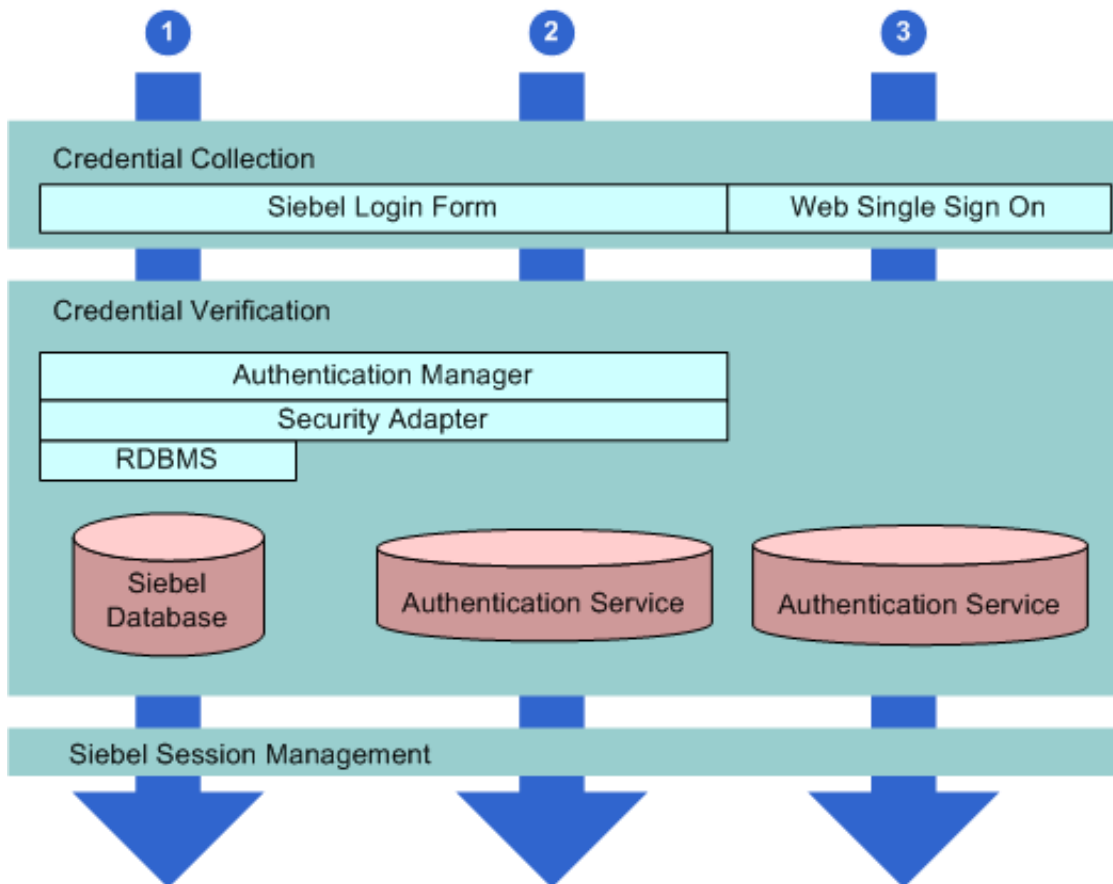 1
2
3
Credential Collection
Siebel Login Form
Web Single Sign On
Credential Verification
Authentication Manager
Security Adapter
RDBMS
Siebel
Database
Authentication Service
Authentication Service
Siebel Session Management